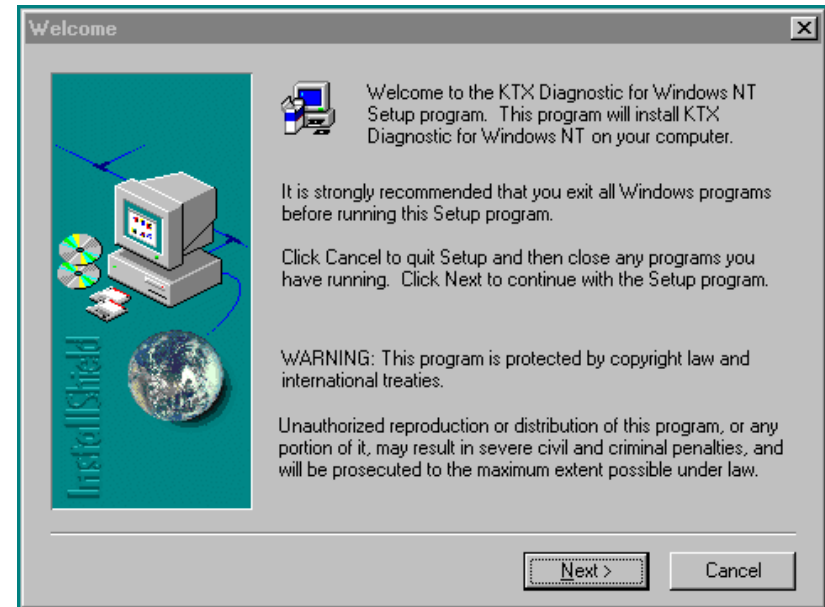 Welcome
Welcome to the KTX Diagnostic for Windows NT
Setup program. This program will install KTX
Diagnostic for Windows NT on your computer.
It is strongly recommended that you exit all Windows programs
before running this Setup program.
Click Cancel to quit Setup and then close any programs you
have running. Click Next to continue with the Setup program.
InstallShield
WARNING: This program is protected by copyright law and
international treaties.
Unauthorized reproduction or distribution of this program, or any
portion of it, may result in severe civil and criminal penalties, and
will be prosecuted to the maximum extent possible under law.
Next >
Cancel